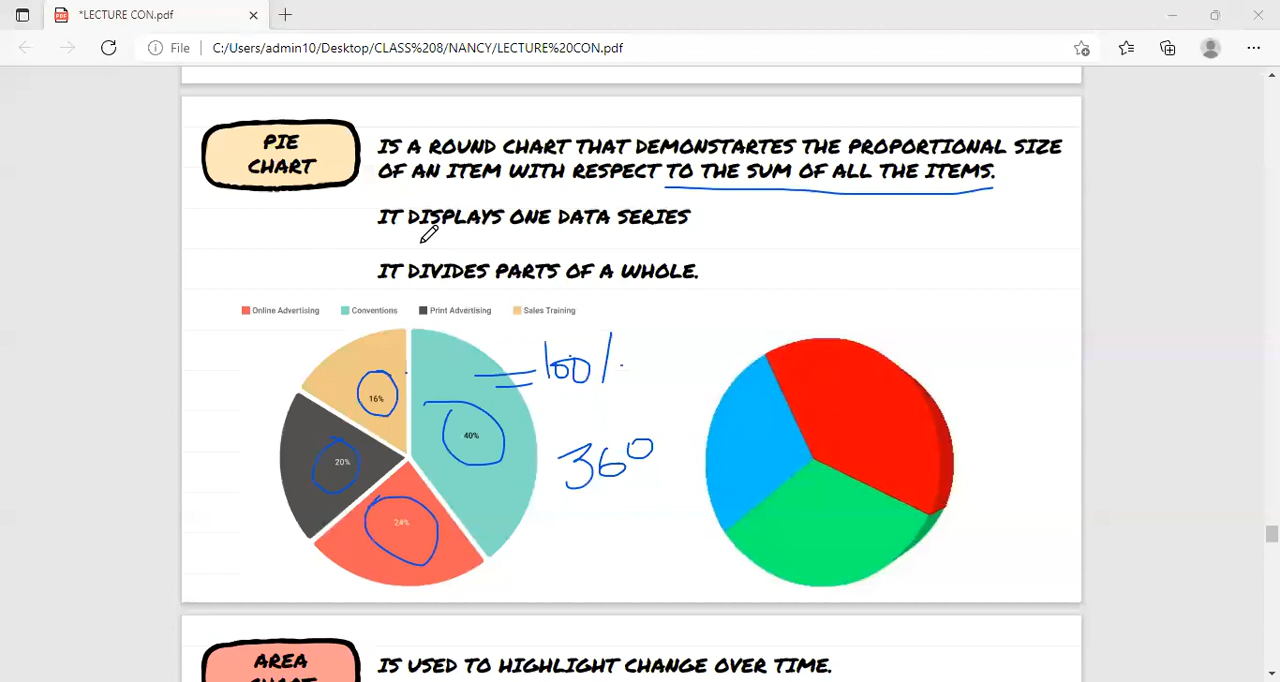 *LECTURE CON.pdf
File
C:/Users/admin10/Desktop/CLASS%208/NANCY/LECTURE%20CON.pdf
PIE
CHART
IS A ROUND CHART THAT DEMONSTARTES THE PROPORTIONAL SIZE
OF AN ITEM WITH RESPECT TO THE SUM OF ALL THE ITEMS.
IT DISPLAYS ONE DATA SERIES
IT DIVIDES PARTS OF A WHOLE.
Online Advertising Conventions Print Advertising Sales Training
100%
16%
40%
20%
360
24%
AREA
CHART
IS USED TO HIGHLIGHT CHANGE OVER TIME.